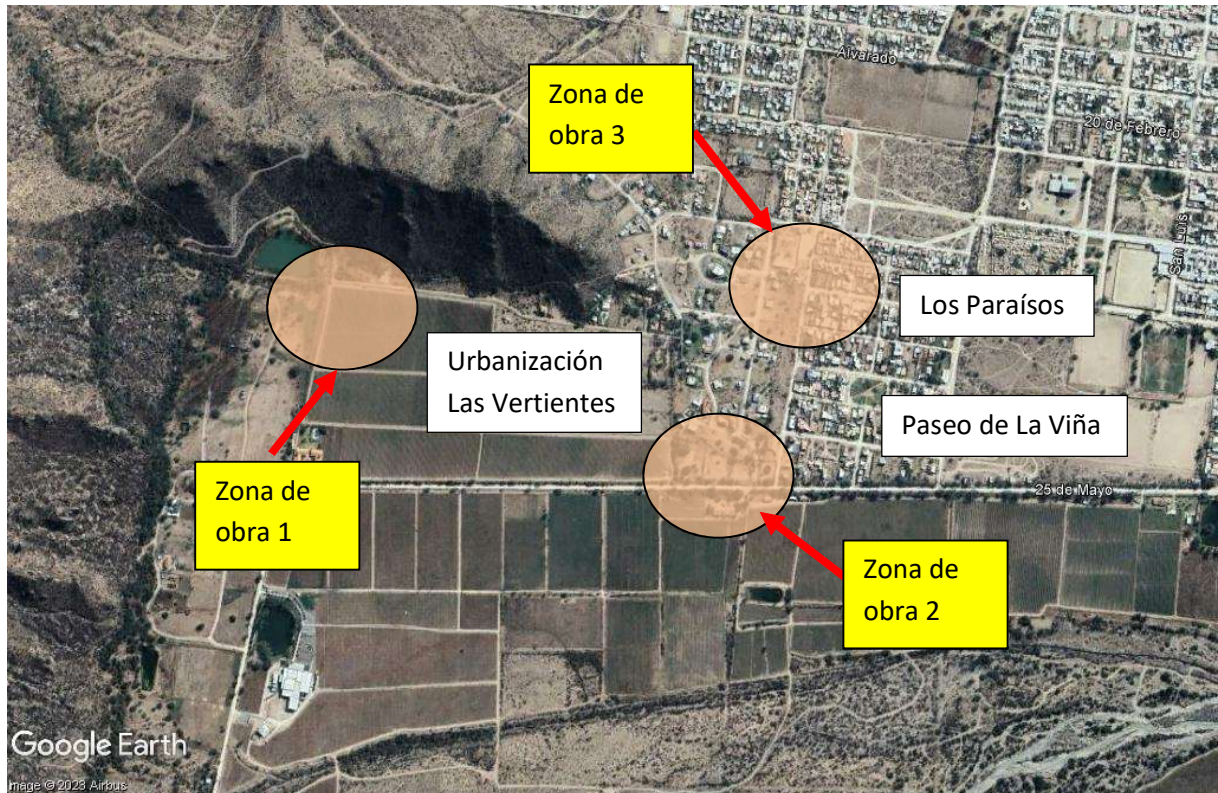 Alvarado
Zona de
obra 3
20 de Febrero
San Luis
Los Paraísos
Urbanización
Las Vertientes
Paseo de La Viña
Zona de
obra 1
25 de Mayo
Zona de
obra 2
Google Earth
Image © 2023 Airbus